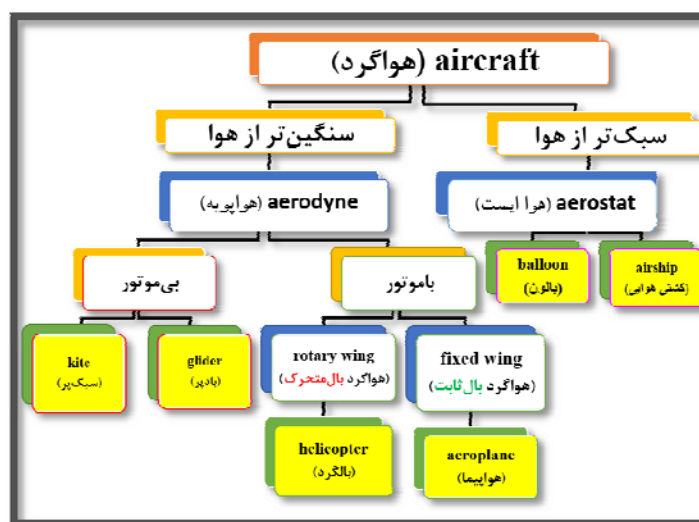 aircraft (هواگرد)
سنگین‌تر از هوا
سبک‌تر از هوا
aerodyne (هواپویه)
aerostat (هوا ایست)
بی‌موتور
باموتور
balloon
(بالون)
airship
(کشتی هوایی)
kite
(سبک‌پر)
glider
(بادپر)
rotary wing
(هواگرد بال‌متحرک)
fixed wing
(هواگرد بال‌ثابت)
helicopter
(بالگرد)
aeroplane
(هواپیما)